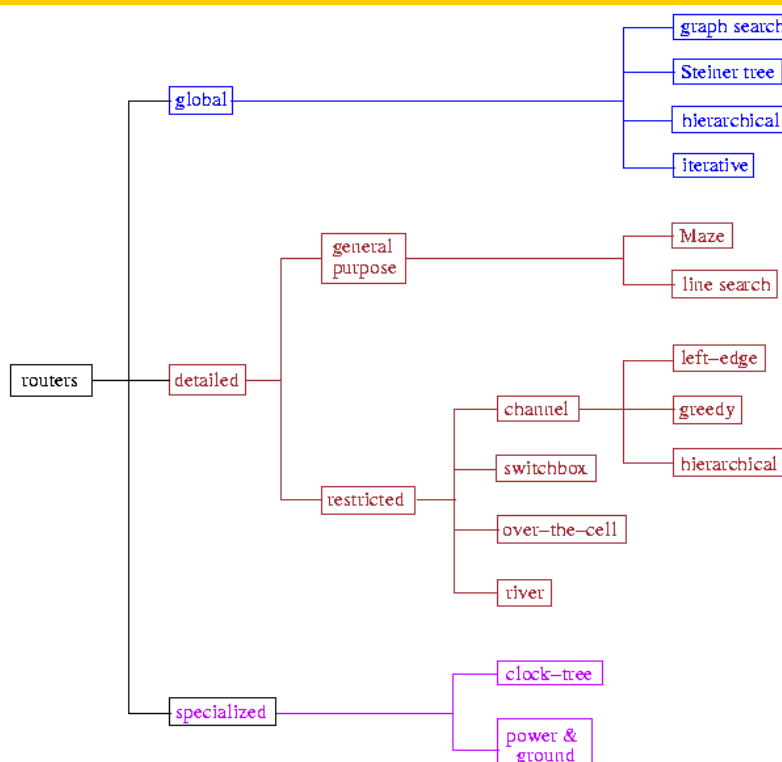 graph search
Steiner tree
global
hierarchical
iterative
general
purpose
Maze
line search
routers
detailed
left-edge
channel
greedy
hierarchical
switchbox
restricted
over-the-cell
river
clock-tree
specialized
power &
ground